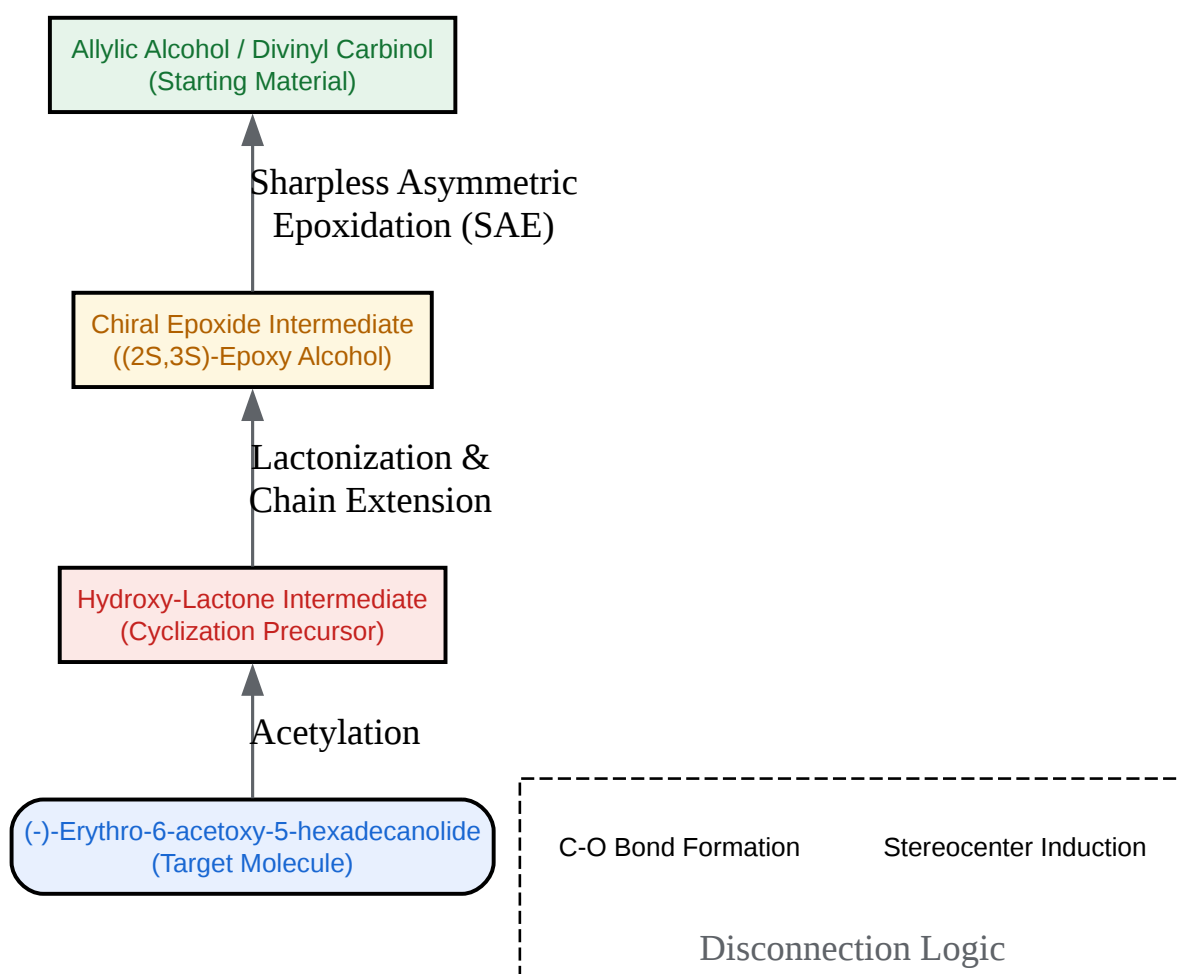 Allylic Alcohol / Divinyl Carbinol
(Starting Material)
Sharpless Asymmetric
Epoxidation (SAE)
Chiral Epoxide Intermediate
((2S,3S)-Epoxy Alcohol)
Lactonization &
Chain Extension
Hydroxy-Lactone Intermediate
(Cyclization Precursor)
Acetylation
(-)-Erythro-6-acetoxy-5-hexadecanolide
(Target Molecule)
C-O Bond Formation
Stereocenter Induction
Disconnection Logic